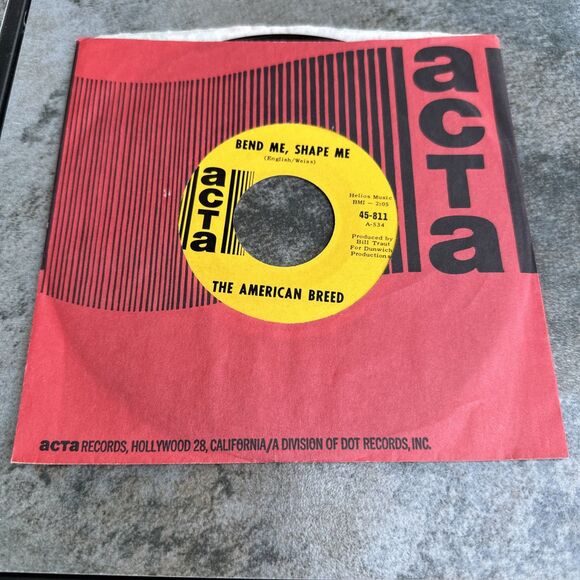 acTa
BEND ME, SHAPE ME
(English/Weiss)
acTa
Helios Music
BMI — 2:05
45-811
A-534
Produced by
Bill Traut
For Dunwich
Productions
THE AMERICAN BREED
acTa RECORDS, HOLLYWOOD 28, CALIFORNIA/A DIVISION OF DOT RECORDS, INC.